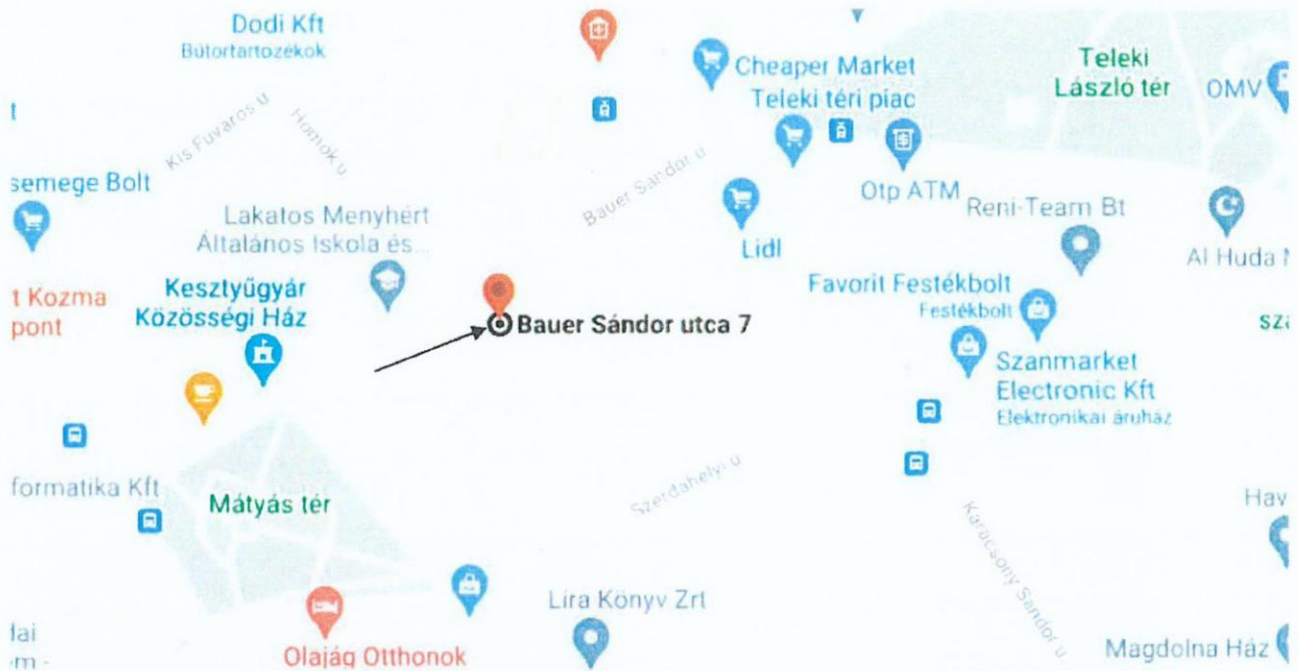 Dodi Kft
Bútortartozékok
Cheaper Market
Teleki téri piac
Teleki
László tér
OMV
Kis Fuvaros u
Homok u
Bauer Sándor u
semege Bolt
Lakatos Menyhért
Általános Iskola és...
Otp ATM
Reni-Team Bt
Lidl
Al Huda
t Kozma
pont
Kesztyűgyár
Közösségi Ház
Favorit Festékbolt
Festékbolt
Bauer Sándor utca 7
Szanmarket
Electronic Kft
Elektronikai áruház
formatika Kft
Mátyás tér
Szerdahelyi u
Karácsony Sándor u
Hav
Líra Könyv Zrt
Olajág Otthonok
Magdolna Ház